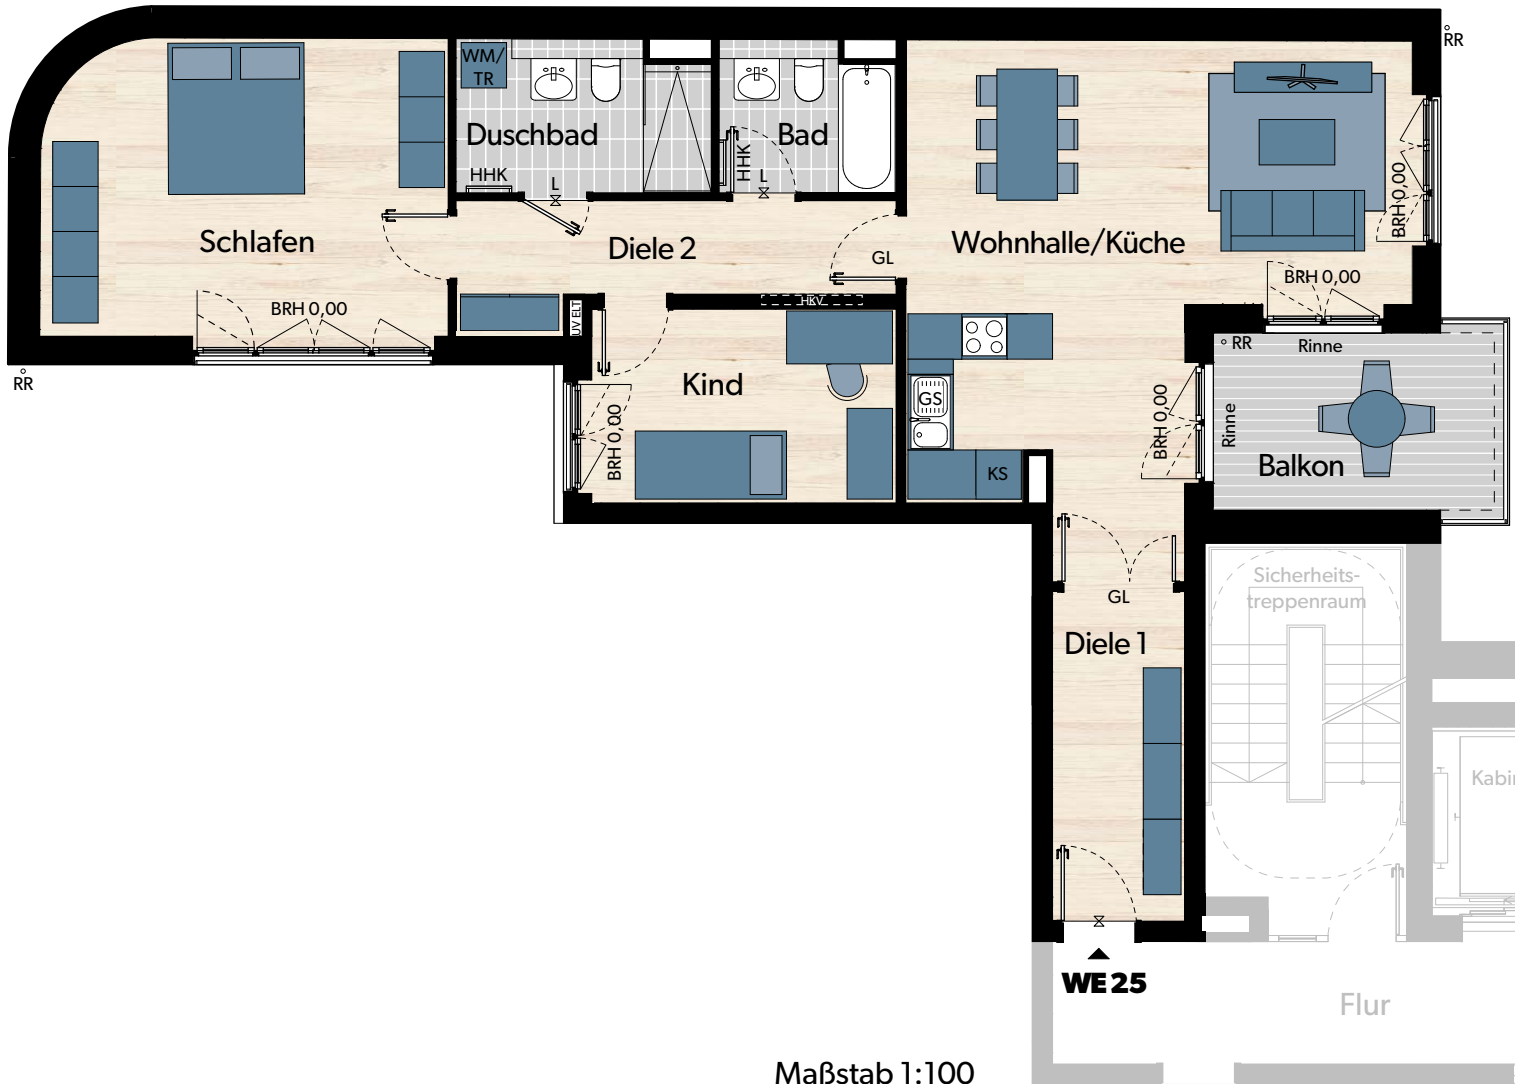 RR
WM/
TR
Duschbad
HHK
L
Bad
HHK
L
BRH 0,00
Schlafen
Diele 2
GL
Wohnhalle/Küche
BRH 0,00
BRH 0,00
HKV
UV ELT
RR
Rinne
RR
Kind
BRH 0,00
GS
BRH 0,00
Rinne
Balkon
KS
Sicherheits-
treppenraum
GL
Diele 1
Kabin
WE 25
Flur
Maßstab 1:100